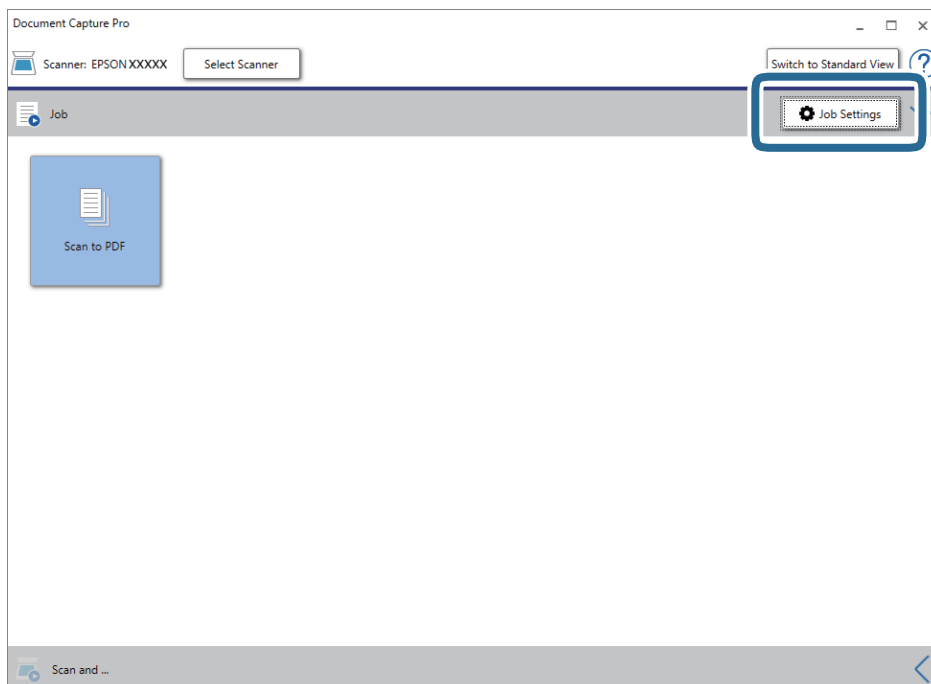 Document Capture Pro
Scanner: EPSON XXXXX
Select Scanner
Switch to Standard View
?
Job
Job Settings
Scan to PDF
Scan and ...